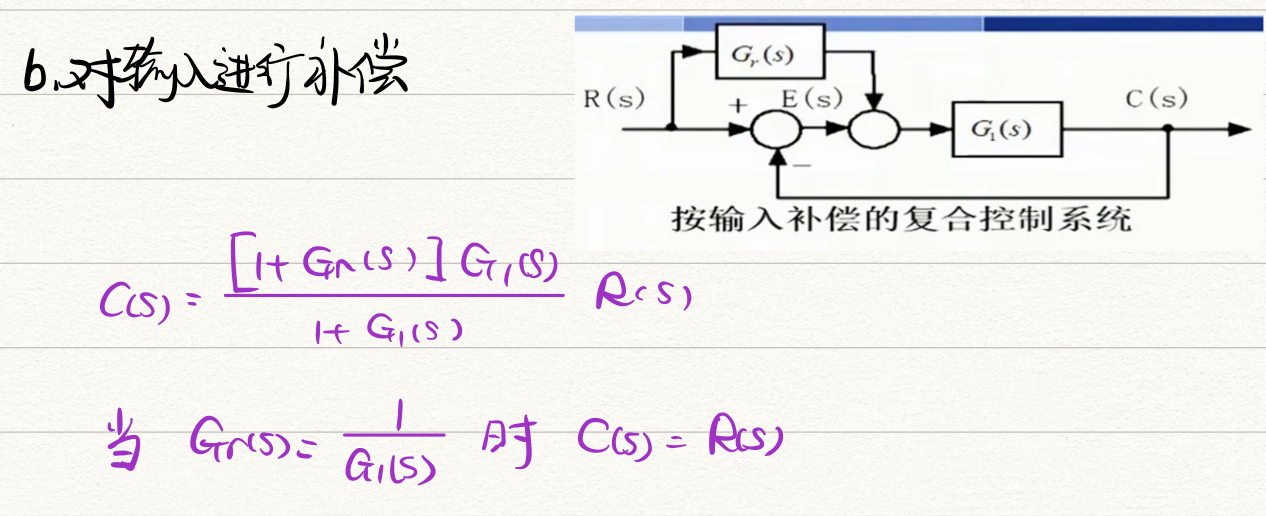 b.对输入进行补偿
G_r(s)
R(s)
+
E(s)
G_1(s)
C(s)
−
按输入补偿的复合控制系统
C(s) = \frac{[1+G_r(s)]G_1(s)}{1+G_1(s)} R(s)
当 G_r(s) = \frac{1}{G_1(s)} 时 C(s) = R(s)